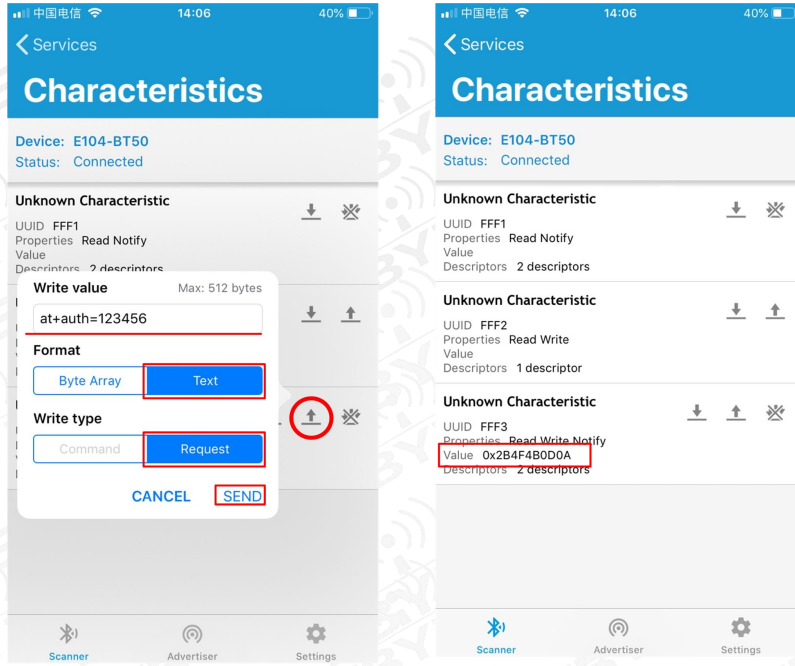 中国电信 14:06 40%
Services
Characteristics
Device: E104-BT50
Status: Connected
Unknown Characteristic
UUID FFF1
Properties Read Notify
Value
Descriptors 2 descriptors
Write value Max: 512 bytes
at+auth=123456
Format
Byte Array Text
Write type
Command Request
CANCEL SEND
Scanner Advertiser Settings
中国电信 14:06 40%
Services
Characteristics
Device: E104-BT50
Status: Connected
Unknown Characteristic
UUID FFF1
Properties Read Notify
Value
Descriptors 2 descriptors
Unknown Characteristic
UUID FFF2
Properties Read Write
Value
Descriptors 1 descriptor
Unknown Characteristic
UUID FFF3
Properties Read Write Notify
Value 0x2B4F4B0D0A
Descriptors 2 descriptors
Scanner Advertiser Settings